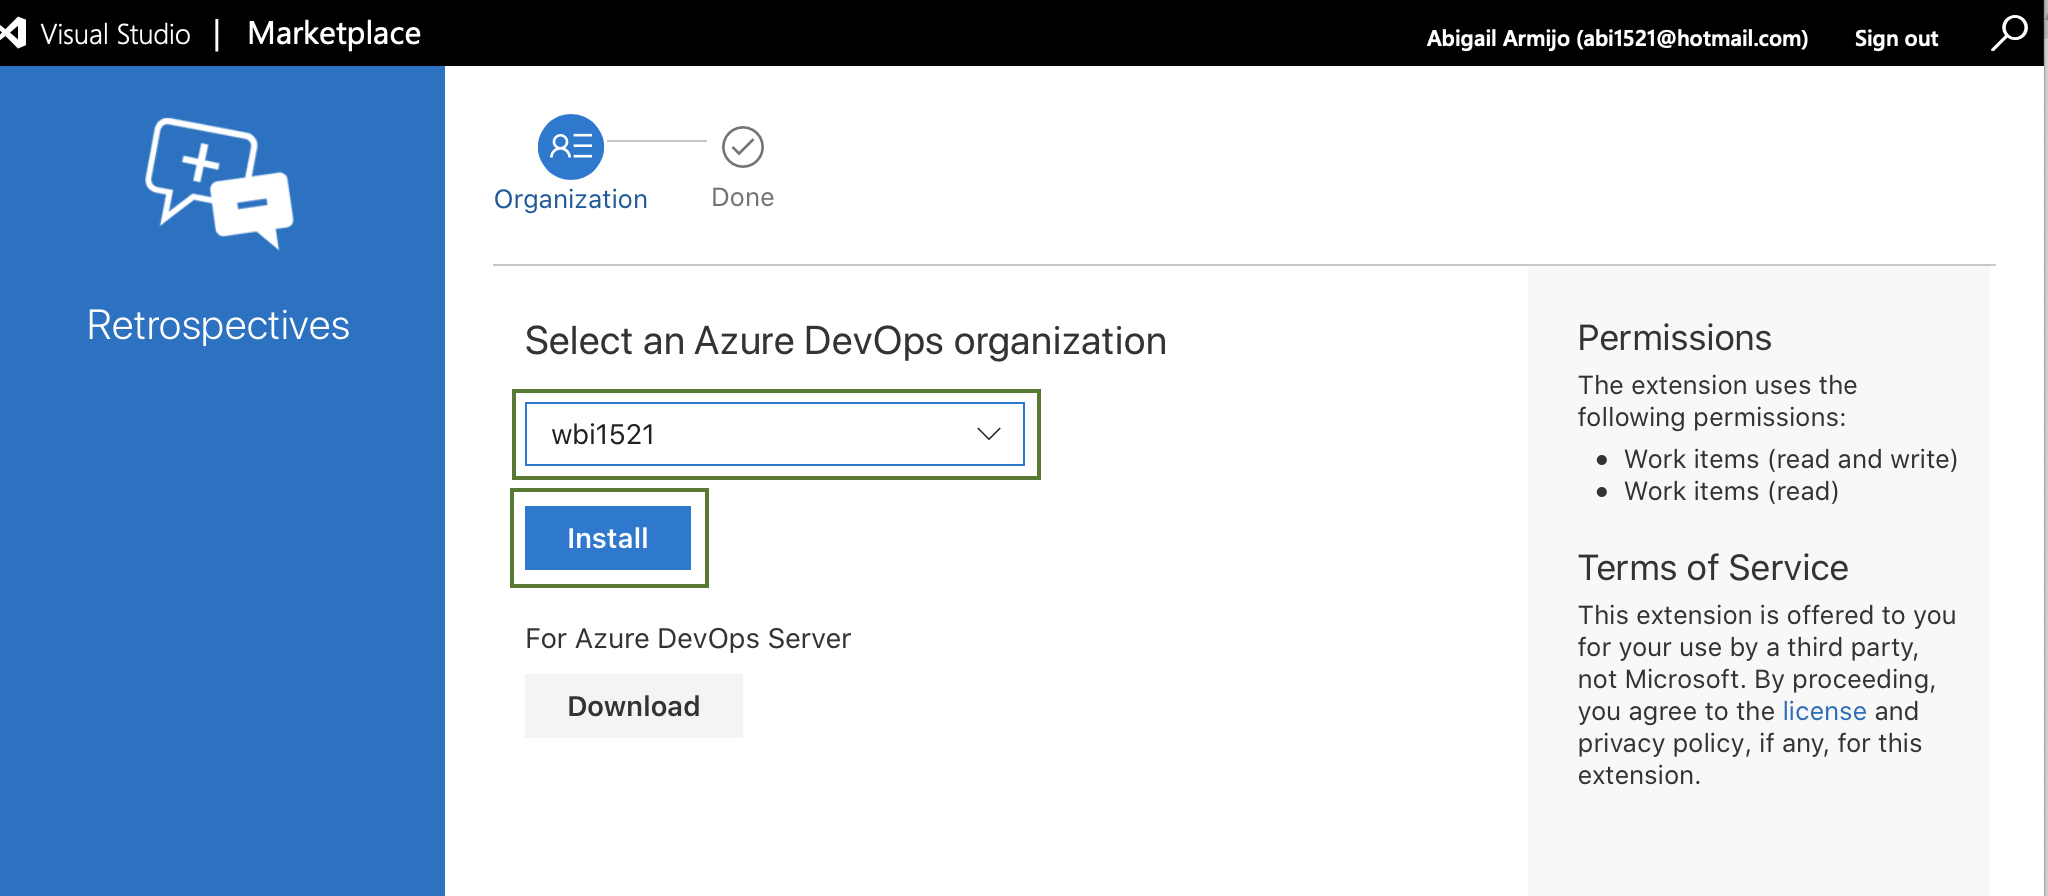 Visual Studio | Marketplace
Abigail Armijo (abi1521@hotmail.com) Sign out
Retrospectives
Organization
Done
Select an Azure DevOps organization
wbi1521
Install
For Azure DevOps Server
Download
Permissions
The extension uses the
following permissions:
• Work items (read and write)
• Work items (read)
Terms of Service
This extension is offered to you
for your use by a third party,
not Microsoft. By proceeding,
you agree to the license and
privacy policy, if any, for this
extension.